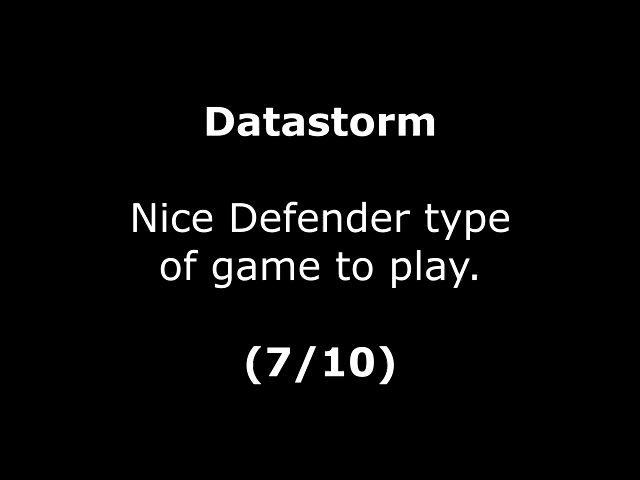 Datastorm
Nice Defender type
of game to play.
(7/10)